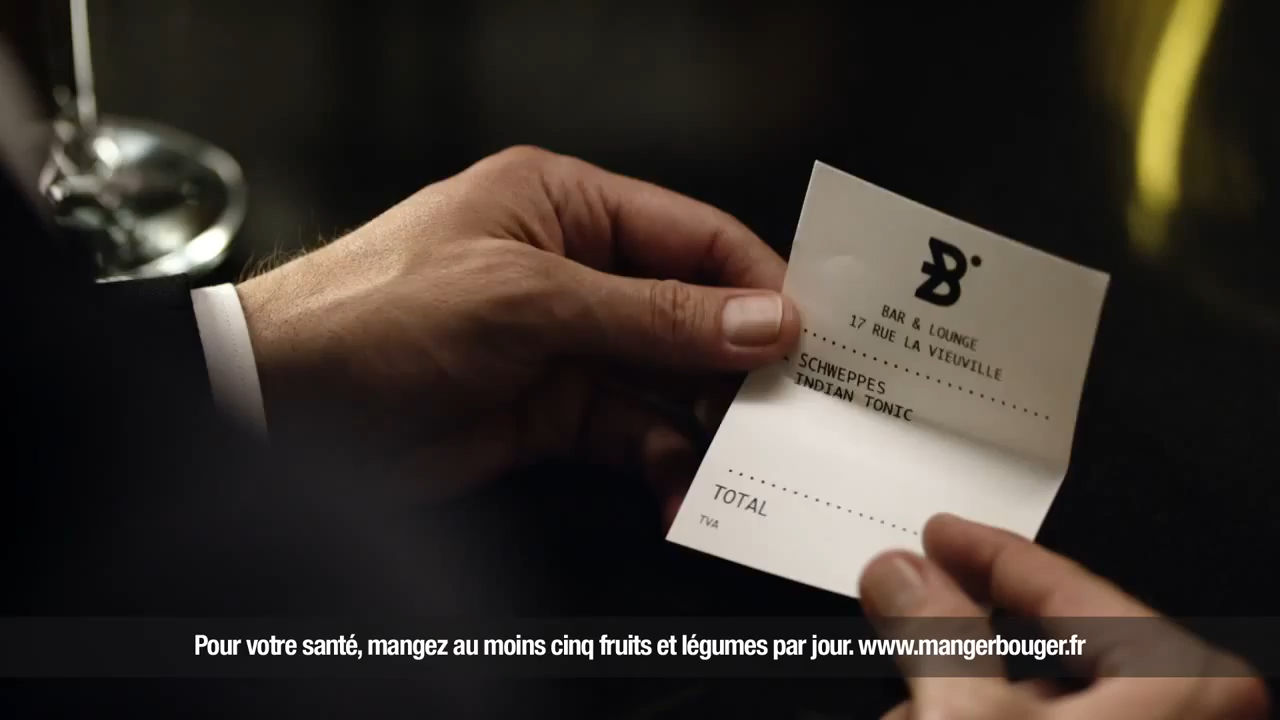 B
BAR & LOUNGE
17 RUE LA VIEUVILLE
SCHWEPPES
INDIAN TONIC
TOTAL
TVA
Pour votre santé, mangez au moins cinq fruits et légumes par jour. www.mangerbouger.fr